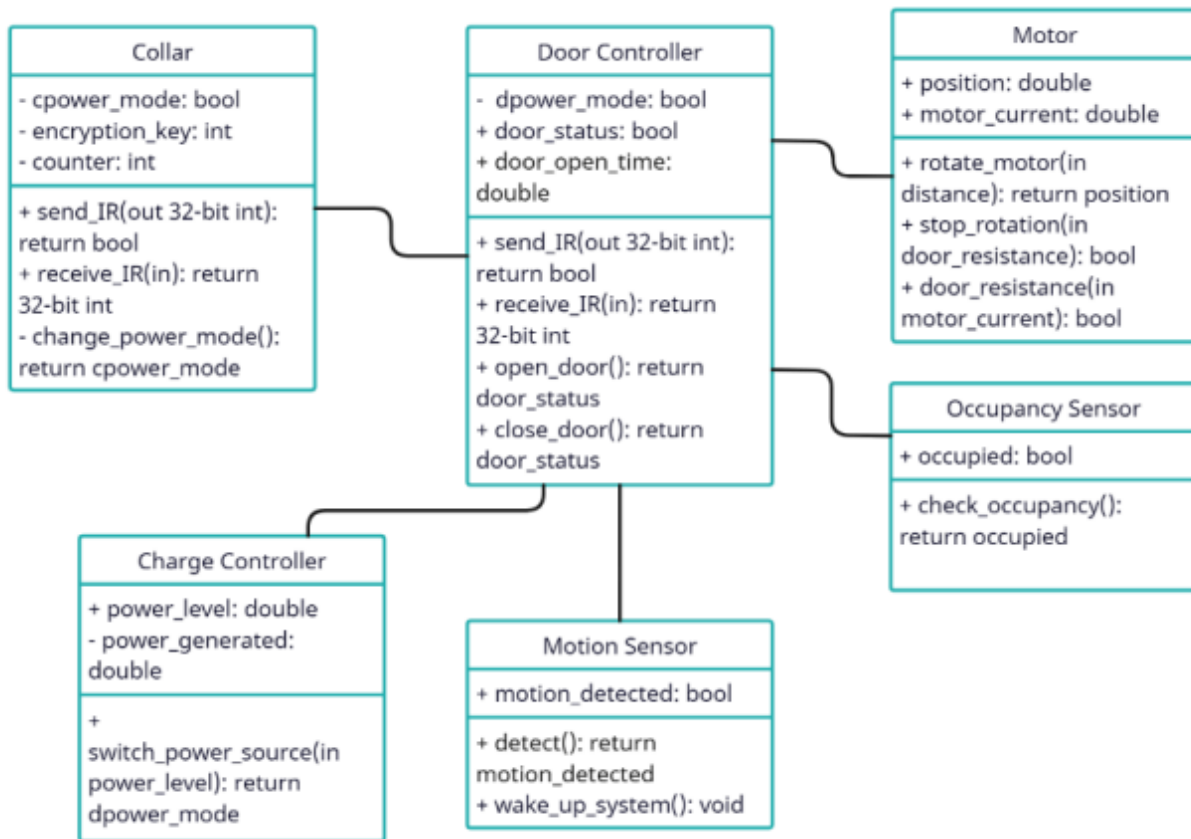 Collar
- cpower_mode: bool
- encryption_key: int
- counter: int
+ send_IR(out 32-bit int):
return bool
+ receive_IR(in): return
32-bit int
- change_power_mode():
return cpower_mode
Door Controller
- dpower_mode: bool
+ door_status: bool
+ door_open_time:
double
+ send_IR(out 32-bit int):
return bool
+ receive_IR(in): return
32-bit int
+ open_door(): return
door_status
+ close_door(): return
door_status
Motor
+ position: double
+ motor_current: double
+ rotate_motor(in
distance): return position
+ stop_rotation(in
door_resistance): bool
+ door_resistance(in
motor_current): bool
Occupancy Sensor
+ occupied: bool
+ check_occupancy():
return occupied
Charge Controller
+ power_level: double
- power_generated:
double
+
switch_power_source(in
power_level): return
dpower_mode
Motion Sensor
+ motion_detected: bool
+ detect(): return
motion_detected
+ wake_up_system(): void